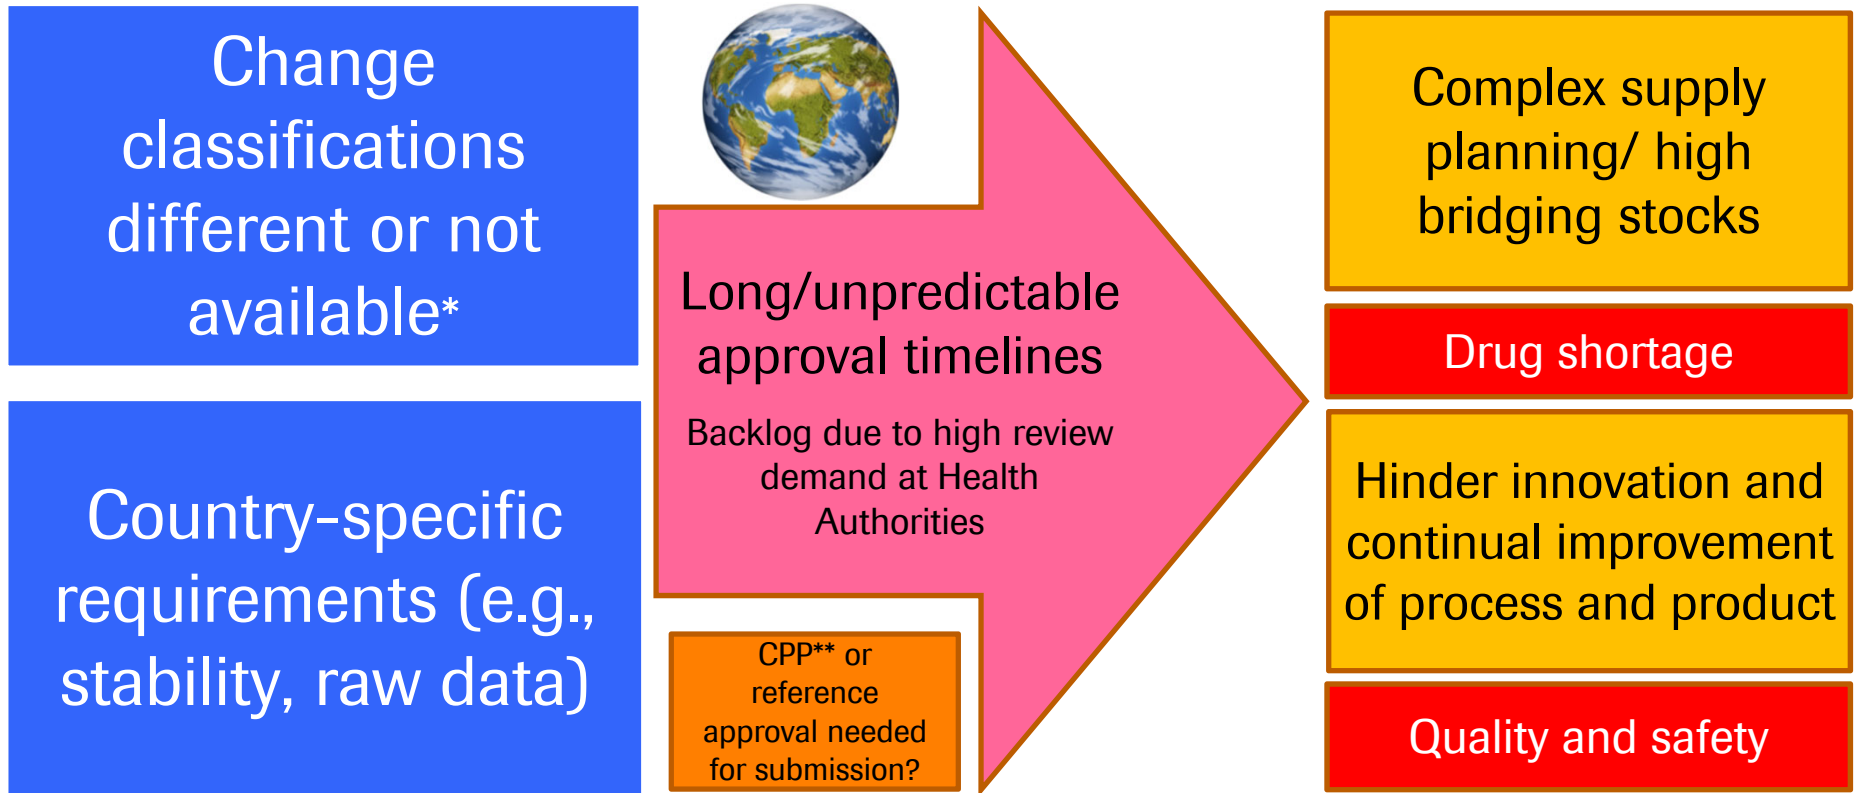 Change
classifications
different or not
available*
Country-specific
requirements (e.g.,
stability, raw data)
Long/unpredictable
approval timelines
Backlog due to high review
demand at Health
Authorities
CPP** or
reference
approval needed
for submission?
Complex supply
planning/ high
bridging stocks
Drug shortage
Hinder innovation and
continual improvement
of process and product
Quality and safety